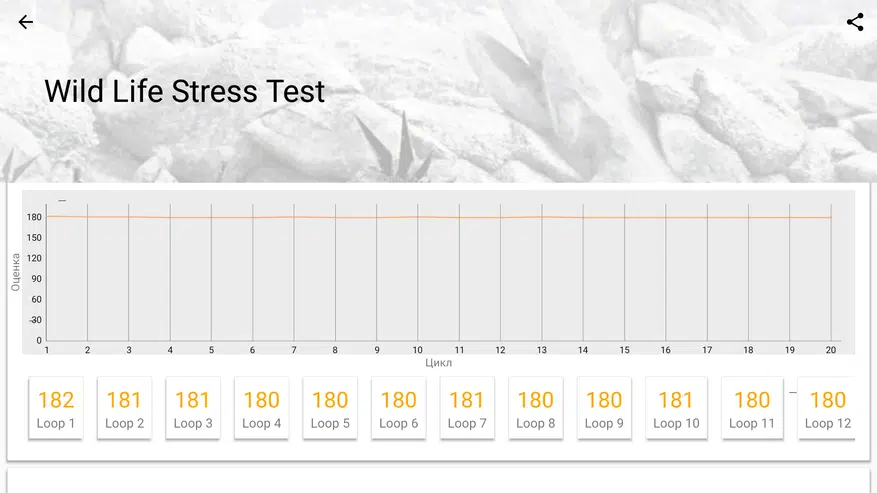 Wild Life Stress Test
Оценка
180
150
120
90
60
30
0
1 2 3 4 5 6 7 8 9 10 11 12 13 14 15 16 17 18 19 20
Цикл
182 181 181 180 180 180 181 180 180 181 180 180
Loop 1 Loop 2 Loop 3 Loop 4 Loop 5 Loop 6 Loop 7 Loop 8 Loop 9 Loop 10 Loop 11 Loop 12